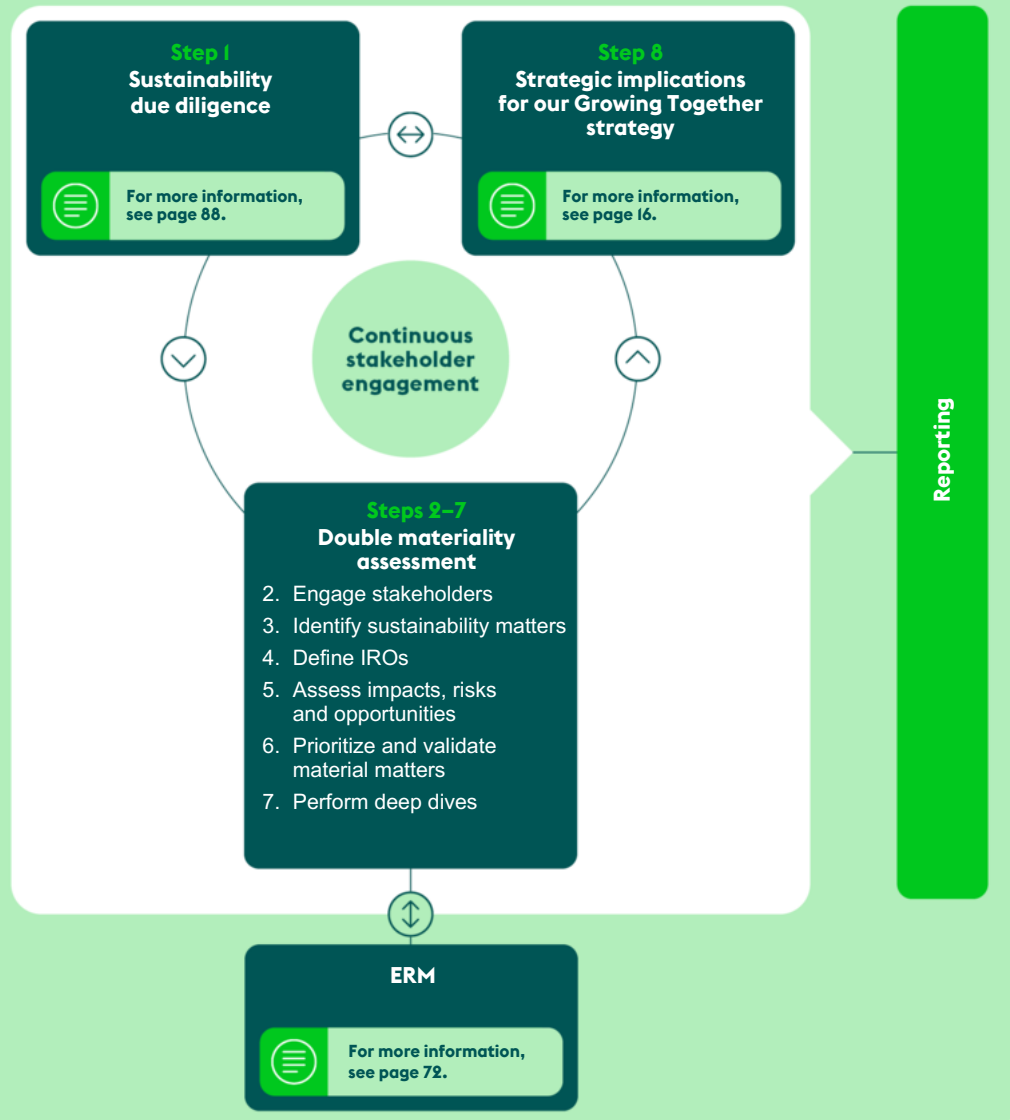 Step 1
Sustainability
due diligence
For more information,
see page 88.
Step 8
Strategic implications
for our Growing Together
strategy
For more information,
see page 16.
Continuous
stakeholder
engagement
Steps 2–7
Double materiality
assessment
2. Engage stakeholders
3. Identify sustainability matters
4. Define IROs
5. Assess impacts, risks
and opportunities
6. Prioritize and validate
material matters
7. Perform deep dives
ERM
For more information,
see page 72.
Reporting